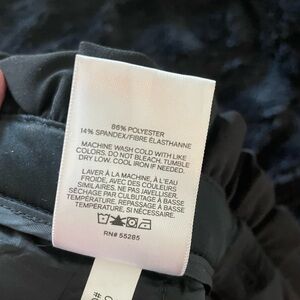 86% POLYESTER
14% SPANDEX/FIBRE ÉLASTHANNE
MACHINE WASH COLD WITH LIKE
COLORS. DO NOT BLEACH. TUMBLE
DRY LOW. COOL IRON IF NEEDED.
LAVER À LA MACHINE, À L'EAU
FROIDE, AVEC DES COULEURS
SIMILAIRES. NE PAS JAVELLISER.
SÉCHAGE PAR CULBUTAGE À BASSE
TEMPÉRATURE. REPASSAGE À BASSE
TEMPÉRATURE, SI NÉCESSAIRE.
RN# 55285